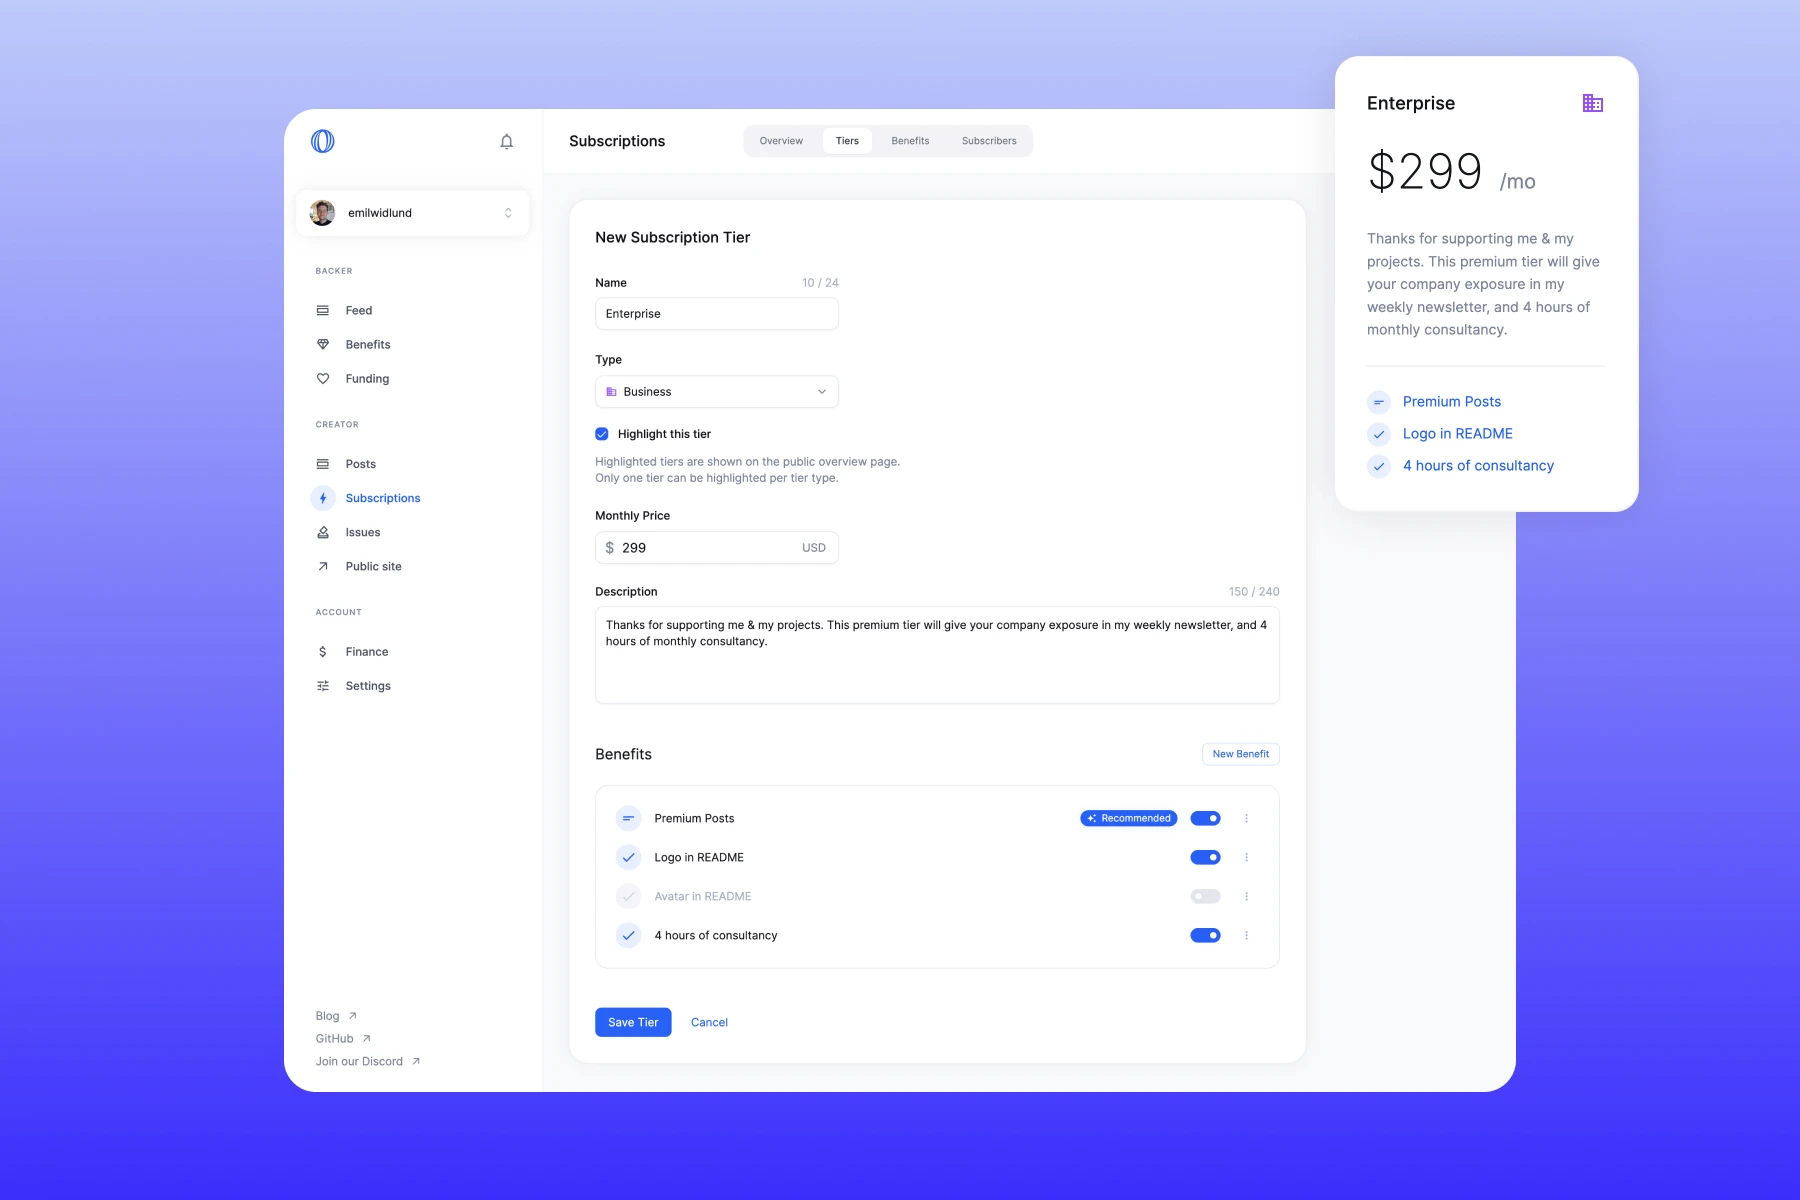 emilwidlund
BACKER
Feed
Benefits
Funding
CREATOR
Posts
Subscriptions
Issues
Public site
ACCOUNT
Finance
Settings
Blog
GitHub
Join our Discord
Subscriptions
Overview
Tiers
Benefits
Subscribers
New Subscription Tier
Name
10 / 24
Enterprise
Type
Business
Highlight this tier
Highlighted tiers are shown on the public overview page.
Only one tier can be highlighted per tier type.
Monthly Price
$ 299
USD
Description
150 / 240
Thanks for supporting me & my projects. This premium tier will give your company exposure in my weekly newsletter, and 4
hours of monthly consultancy.
Benefits
New Benefit
Premium Posts
Recommended
Logo in README
Avatar in README
4 hours of consultancy
Save Tier
Cancel
Enterprise
$299 /mo
Thanks for supporting me & my
projects. This premium tier will give
your company exposure in my
weekly newsletter, and 4 hours of
monthly consultancy.
Premium Posts
Logo in README
4 hours of consultancy